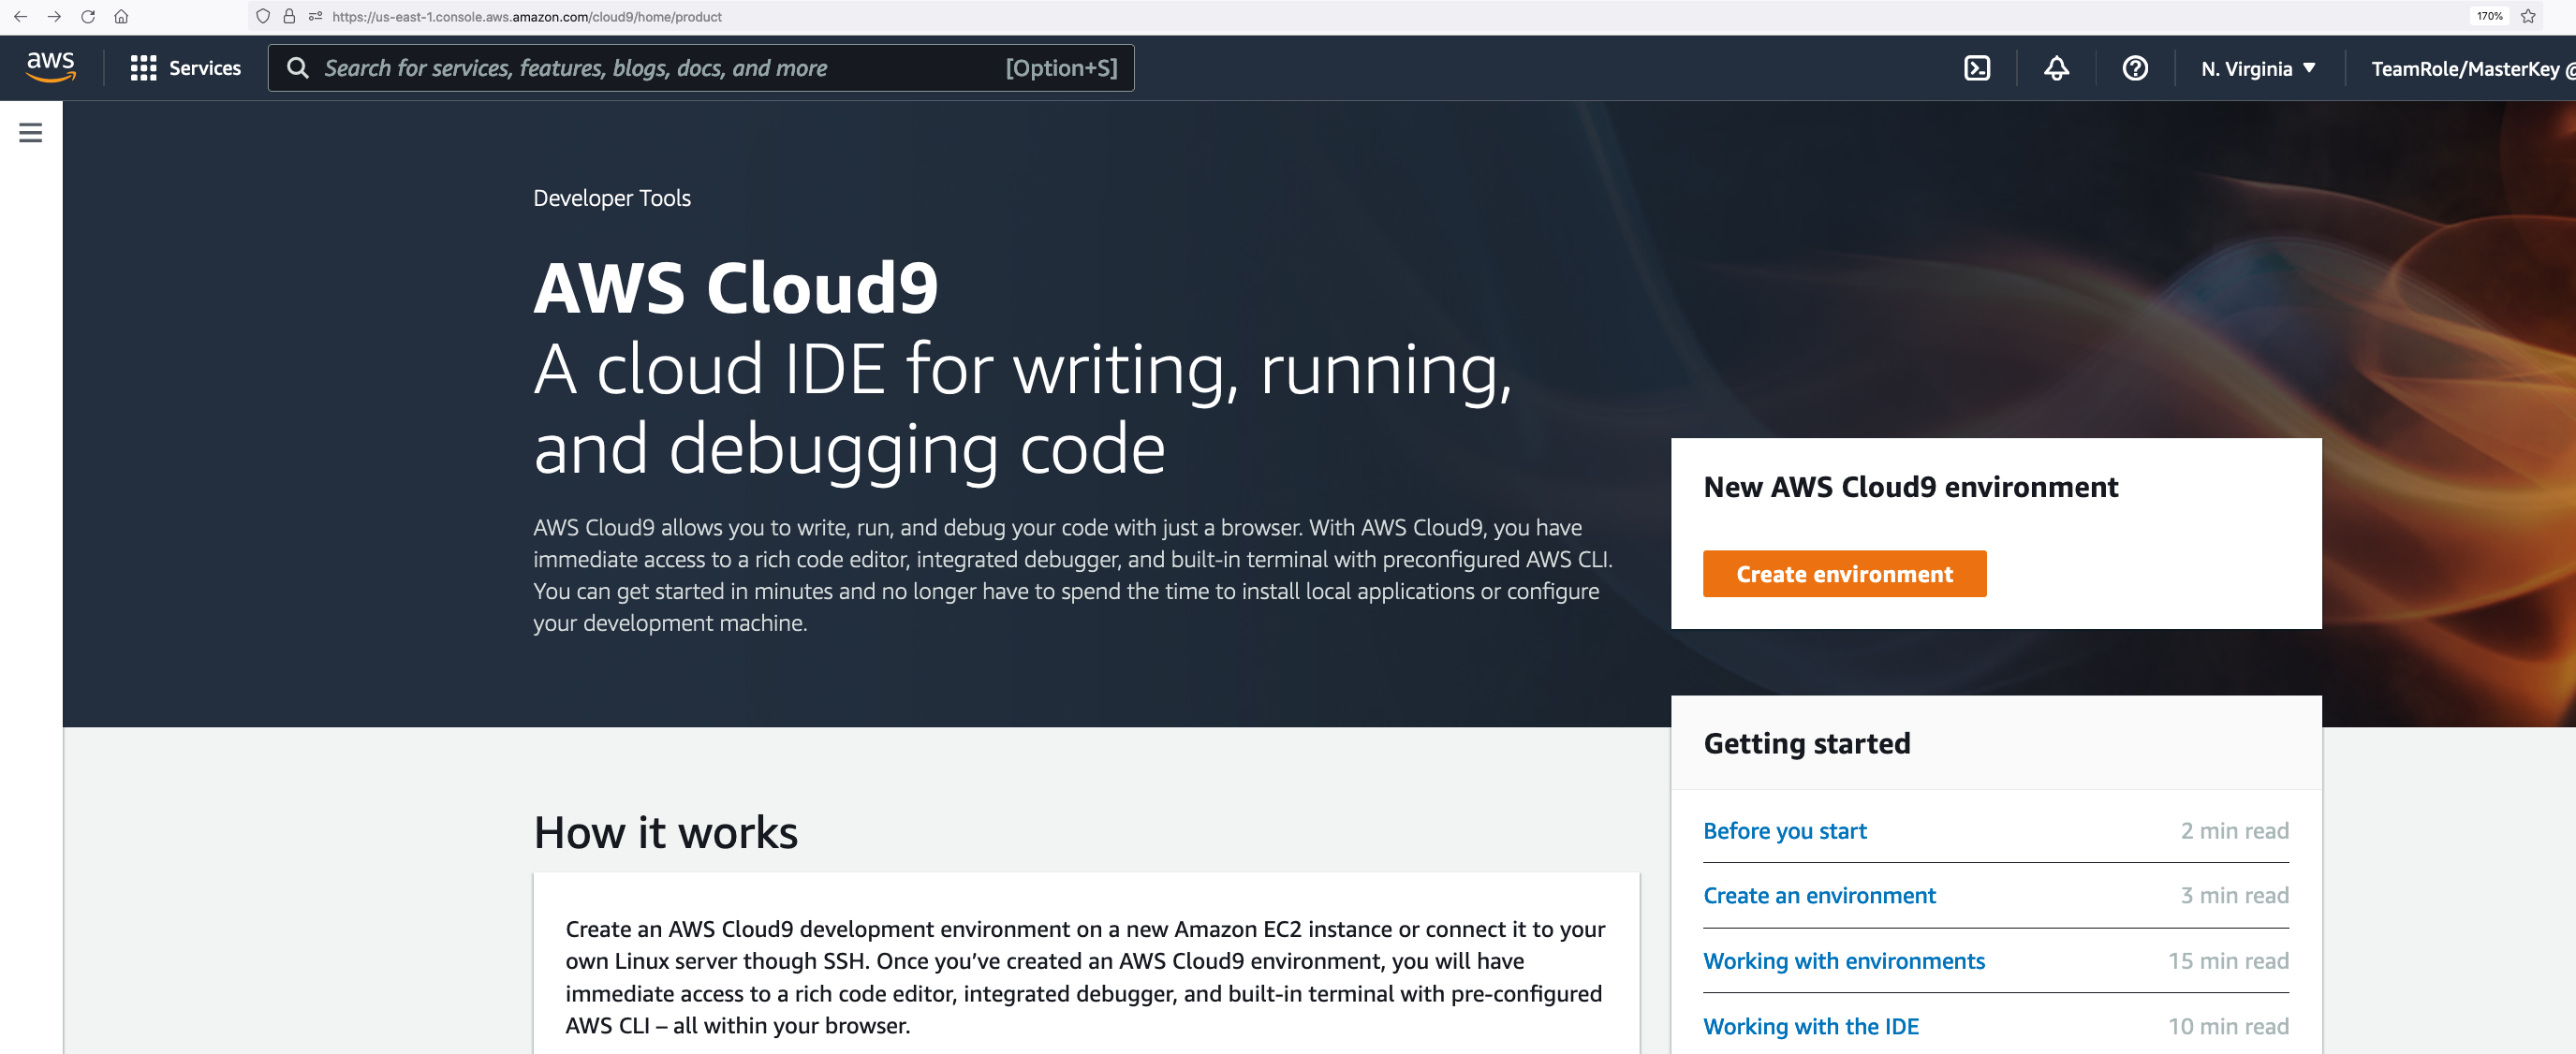 https://us-east-1.console.aws.amazon.com/cloud9/home/product
170%
aws
Services
Search for services, features, blogs, docs, and more
[Option+S]
N. Virginia
TeamRole/MasterKey @
Developer Tools
AWS Cloud9
A cloud IDE for writing, running,
and debugging code
AWS Cloud9 allows you to write, run, and debug your code with just a browser. With AWS Cloud9, you have
immediate access to a rich code editor, integrated debugger, and built-in terminal with preconfigured AWS CLI.
You can get started in minutes and no longer have to spend the time to install local applications or configure
your development machine.
New AWS Cloud9 environment
Create environment
Getting started
Before you start 2 min read
Create an environment 3 min read
Working with environments 15 min read
Working with the IDE 10 min read
How it works
Create an AWS Cloud9 development environment on a new Amazon EC2 instance or connect it to your
own Linux server though SSH. Once you’ve created an AWS Cloud9 environment, you will have
immediate access to a rich code editor, integrated debugger, and built-in terminal with pre-configured
AWS CLI – all within your browser.